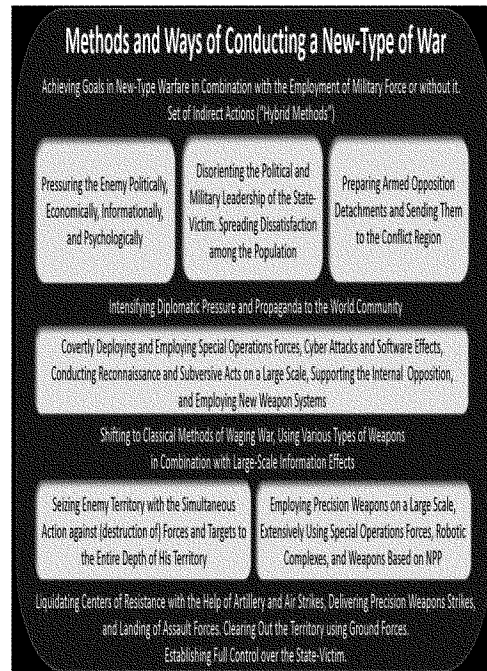 Methods and Ways of Conducting a New-Type of War
Achieving Goals in New-Type Warfare in Combination with the Employment of Military Force or without it.
Set of Indirect Actions ("Hybrid Methods")
Pressuring the Enemy Politically,
Economically, Informationally,
and Psychologically
Disorienting the Political and
Military Leadership of the State-
Victim. Spreading Dissatisfaction
among the Population
Preparing Armed Opposition
Detachments and Sending Them
to the Conflict Region
Intensifying Diplomatic Pressure and Propaganda to the World Community
Covertly Deploying and Employing Special Operations Forces, Cyber Attacks and Software Effects,
Conducting Reconnaissance and Subversive Acts on a Large Scale, Supporting the Internal Opposition,
and Employing New Weapon Systems
Shifting to Classical Methods of Waging War, Using Various Types of Weapons
in Combination with Large-Scale Information Effects
Seizing Enemy Territory with the Simultaneous
Action against (destruction of) Forces and Targets to
the Entire Depth of His Territory
Employing Precision Weapons on a Large Scale,
Extensively Using Special Operations Forces, Robotic
Complexes, and Weapons Based on NPP
Liquidating Centers of Resistance with the Help of Artillery and Air Strikes, Delivering Precision Weapons Strikes,
and Landing of Assault Forces. Clearing Out the Territory using Ground Forces.
Establishing Full Control over the State-Victim.